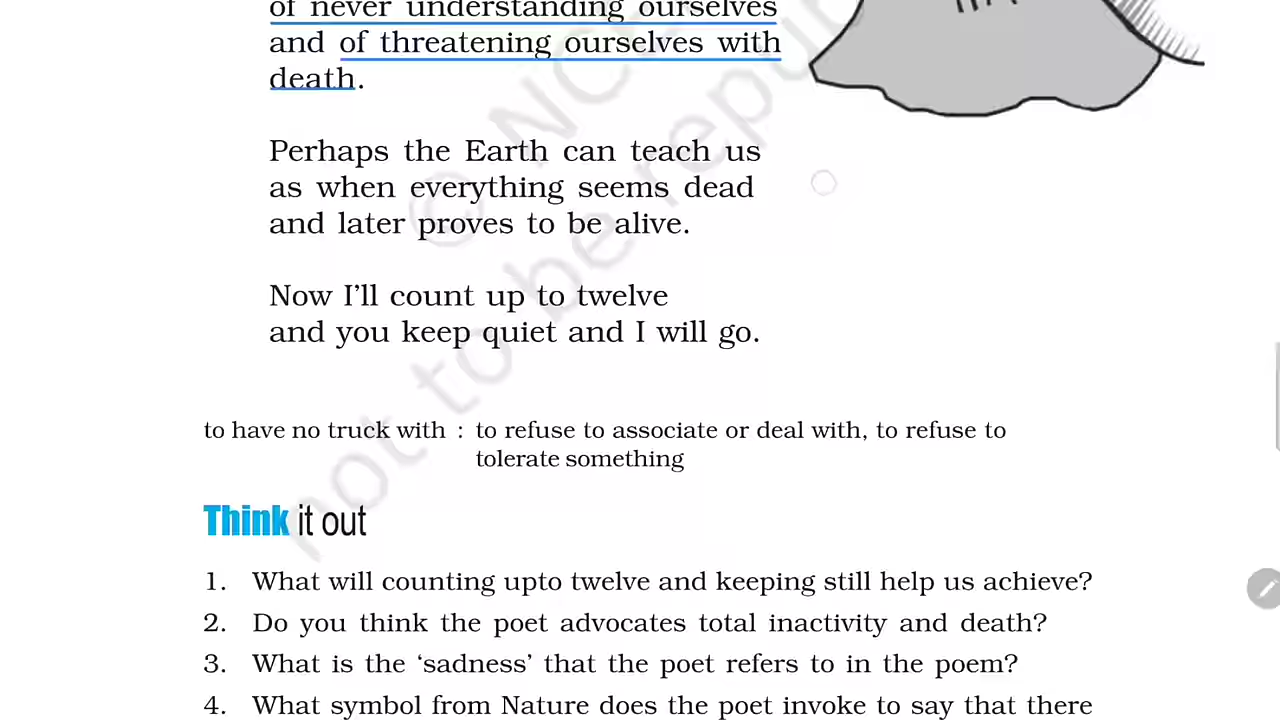 of never understanding ourselves
and of threatening ourselves with
death.
Perhaps the Earth can teach us
as when everything seems dead
and later proves to be alive.
Now I'll count up to twelve
and you keep quiet and I will go.
to have no truck with : to refuse to associate or deal with, to refuse to
tolerate something
Think it out
1. What will counting upto twelve and keeping still help us achieve?
2. Do you think the poet advocates total inactivity and death?
3. What is the ‘sadness’ that the poet refers to in the poem?
4. What symbol from Nature does the poet invoke to say that there
© NC
not to be repu